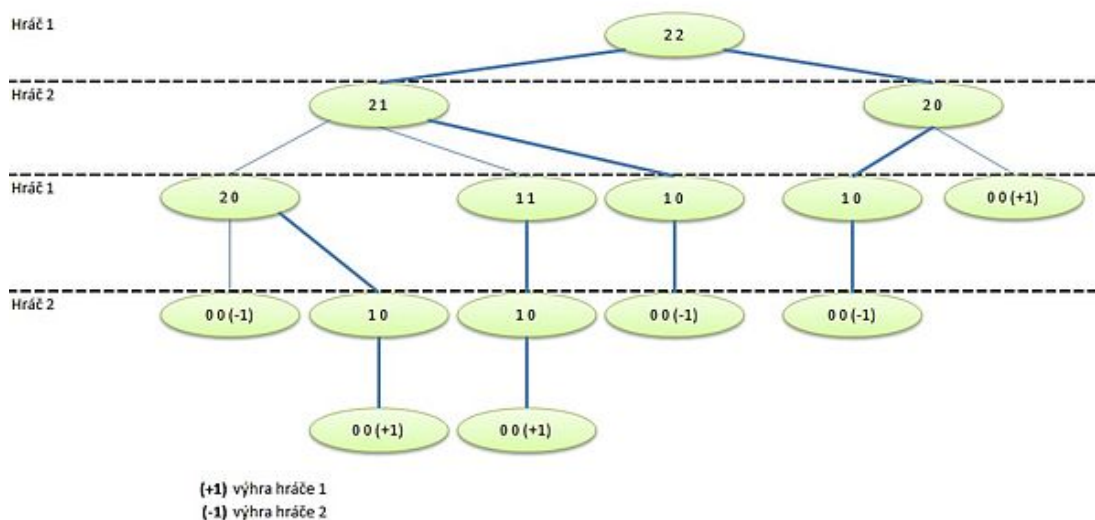 Hráč 1
2 2
Hráč 2
2 1
2 0
Hráč 1
2 0
1 1
1 0
1 0
0 0 (+1)
Hráč 2
0 0 (-1)
1 0
1 0
0 0 (-1)
0 0 (-1)
0 0 (+1)
0 0 (+1)
(+1) výhra hráče 1
(-1) výhra hráče 2